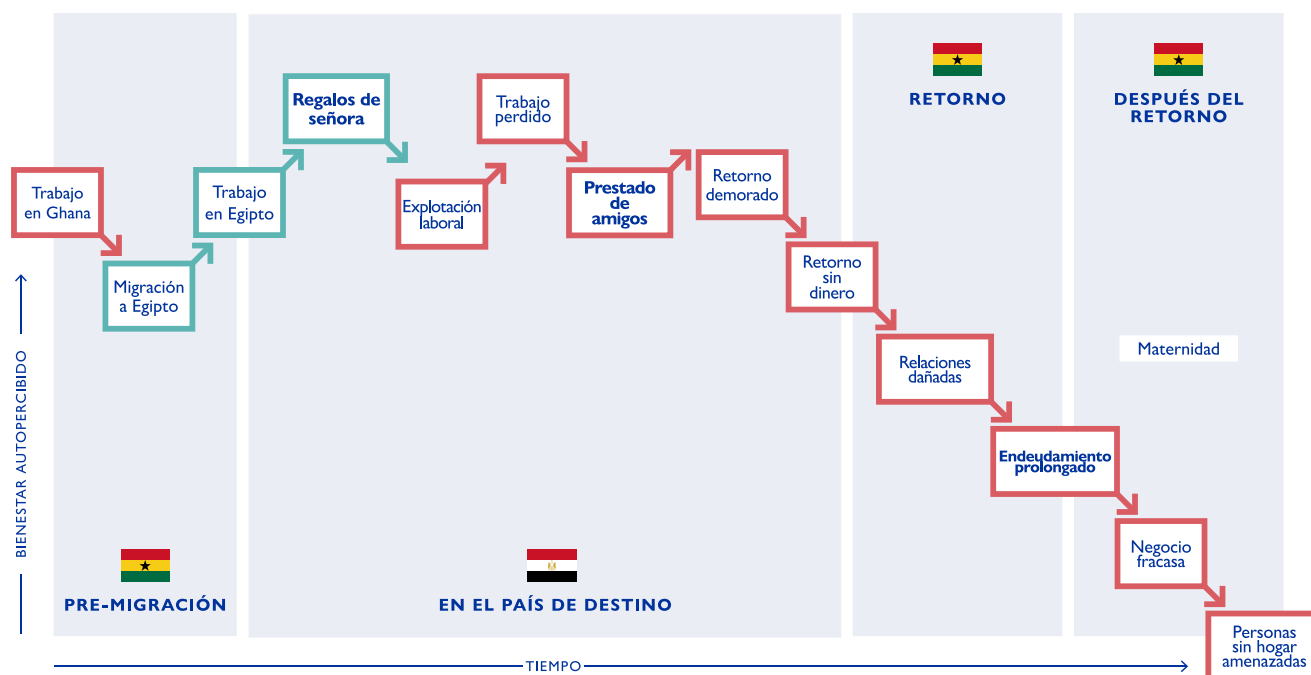 BIENESTAR AUTOPERCIBIDO
Trabajo
en Ghana
Migración
a Egipto
PRE-MIGRACIÓN
Trabajo
en Egipto
Regalos de
señora
Explotación
laboral
Trabajo
perdido
Prestado
de
amigos
Retorno
demorado
Retorno
sin
dinero
EN EL PAÍS DE DESTINO
RETORNO
Relaciones
dañadas
Endeudamiento
prolongado
DESPUÉS DEL
RETORNO
Maternidad
Negocio
fracasa
Personas
sin hogar
amenazadas
TIEMPO